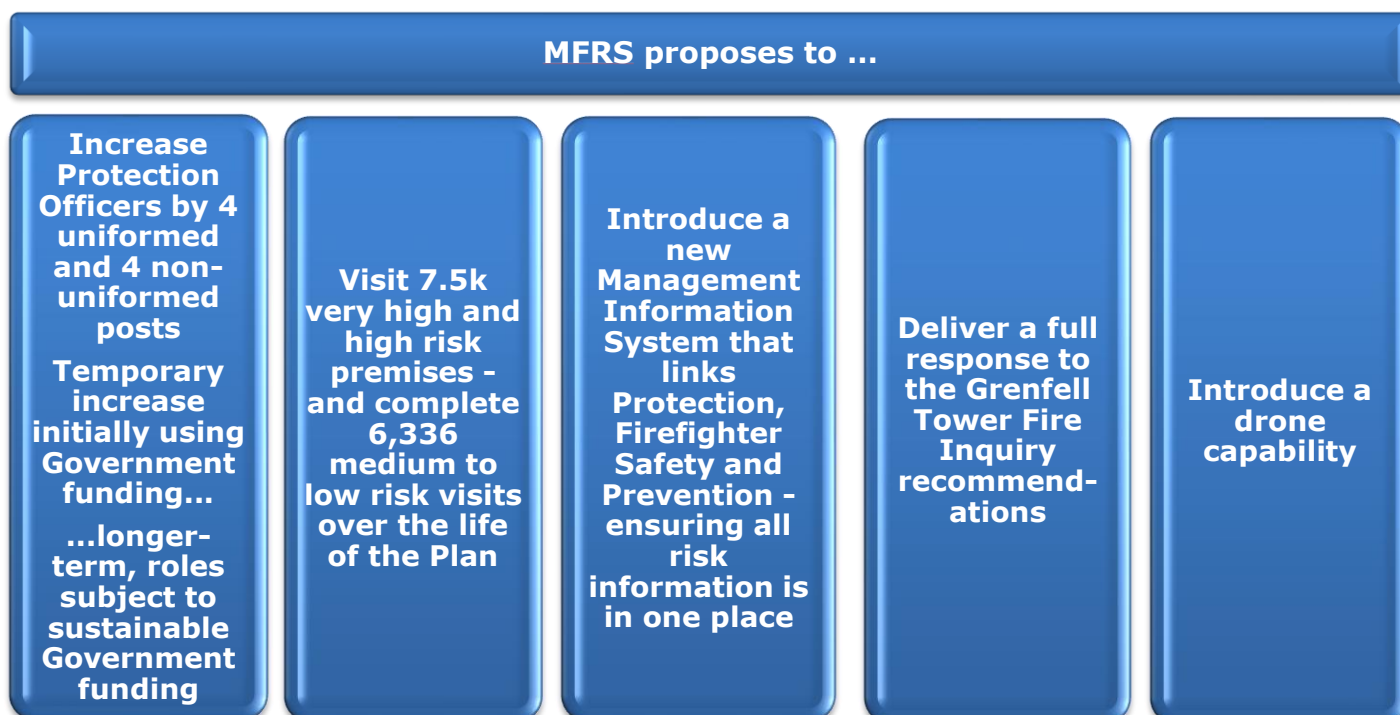 MFRS proposes to ...
Increase
Protection
Officers by 4
uniformed
and 4 non-
uniformed
posts
Temporary
increase
initially using
Government
funding...
...longer-
term, roles
subject to
sustainable
Government
funding
Visit 7.5k
very high and
high risk
premises -
and complete
6,336
medium to
low risk visits
over the life
of the Plan
Introduce a
new
Management
Information
System that
links
Protection,
Firefighter
Safety and
Prevention -
ensuring all
risk
information is
in one place
Deliver a full
response to
the Grenfell
Tower Fire
Inquiry
recommend-
ations
Introduce a
drone
capability